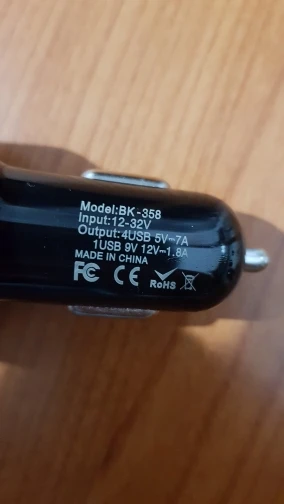 Model:BK-358
Input:12-32V
Output:4USB 5V⎓7A
1USB 9V 12V⎓1.8A
MADE IN CHINA
FC CE RoHS